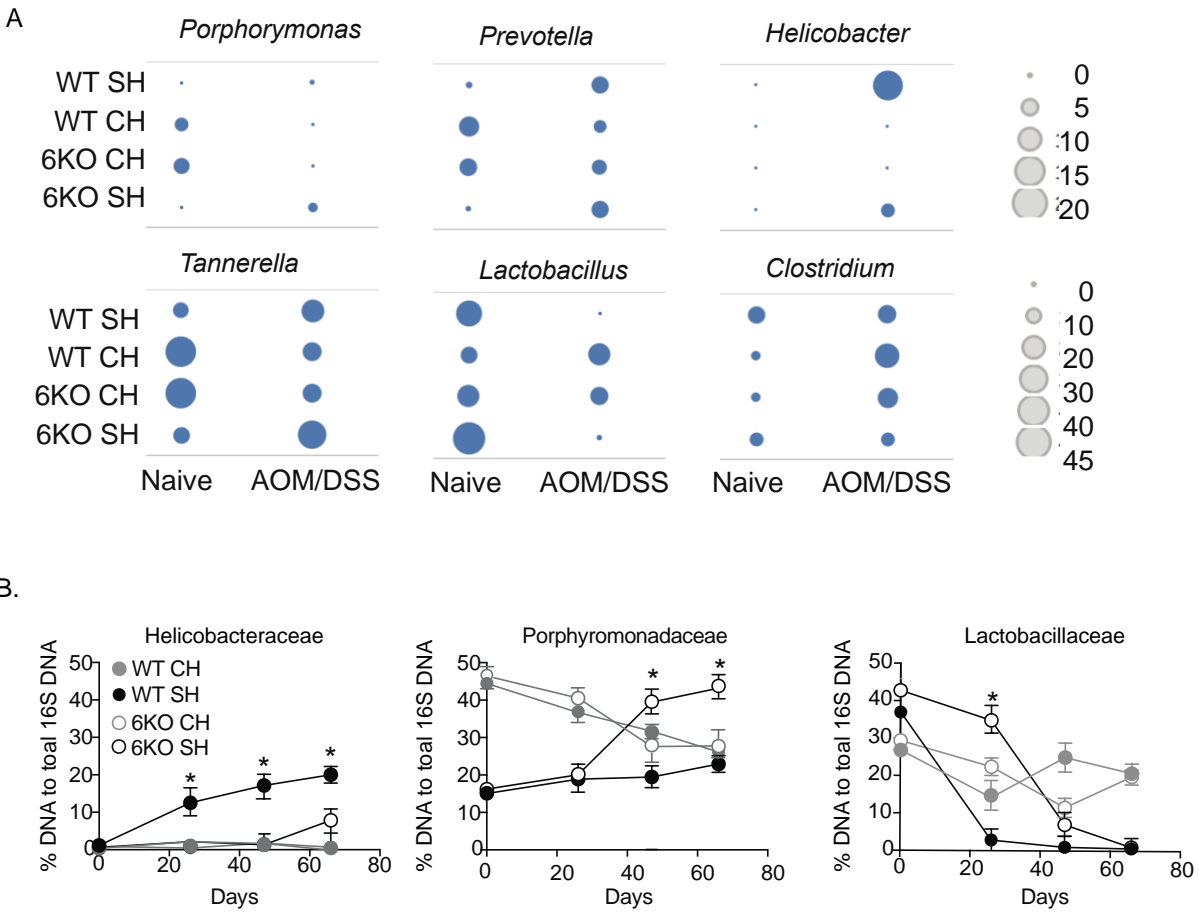 A
Porphorymonas Prevotella Helicobacter
WT SH
WT CH
6KO CH
6KO SH
0
5
10
15
20
Tannerella Lactobacillus Clostridium
WT SH
WT CH
6KO CH
6KO SH
0
10
20
30
40
45
Naive AOM/DSS Naive AOM/DSS Naive AOM/DSS
B.
Helicobacteraceae
% DNA to toal 16S DNA
50
40
30
20
10
0
WT CH
WT SH
6KO CH
6KO SH
* * *
0 20 40 60 80
Days
Porphyromonadaceae
% DNA to toal 16S DNA
50
40
30
20
10
0
* *
0 20 40 60 80
Days
Lactobacillaceae
% DNA to toal 16S DNA
50
40
30
20
10
0
*
0 20 40 60 80
Days